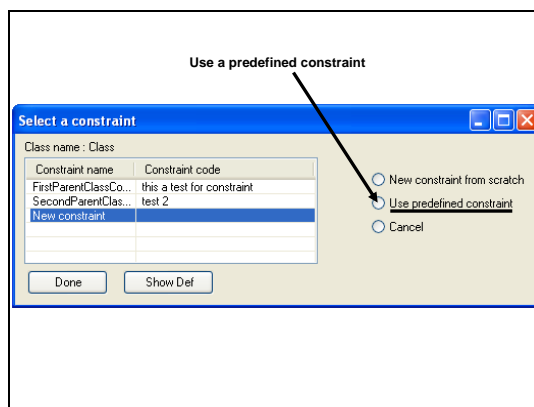 Use a predefined constraint
Select a constraint
Class name : Class
Constraint name Constraint code
FirstParentClassCo... this a test for constraint
SecondParentClas... test 2
New constraint
New constraint from scratch
Use predefined constraint
Cancel
Done Show Def